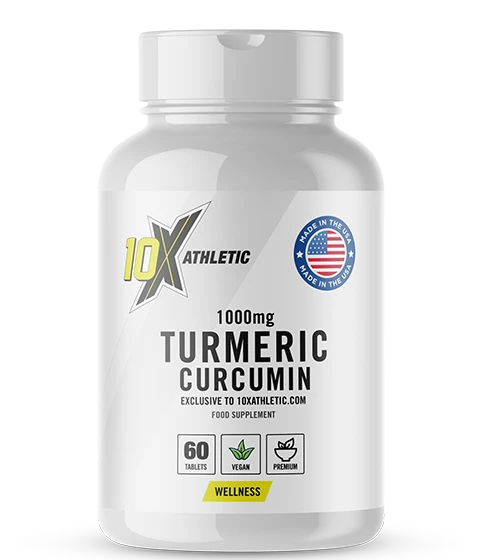 10X ATHLETIC
MADE IN THE USA
MADE IN THE USA
1000mg
TURMERIC
CURCUMIN
EXCLUSIVE TO 10XATHLETIC.COM
FOOD SUPPLEMENT
60
TABLETS
VEGAN
PREMIUM
WELLNESS